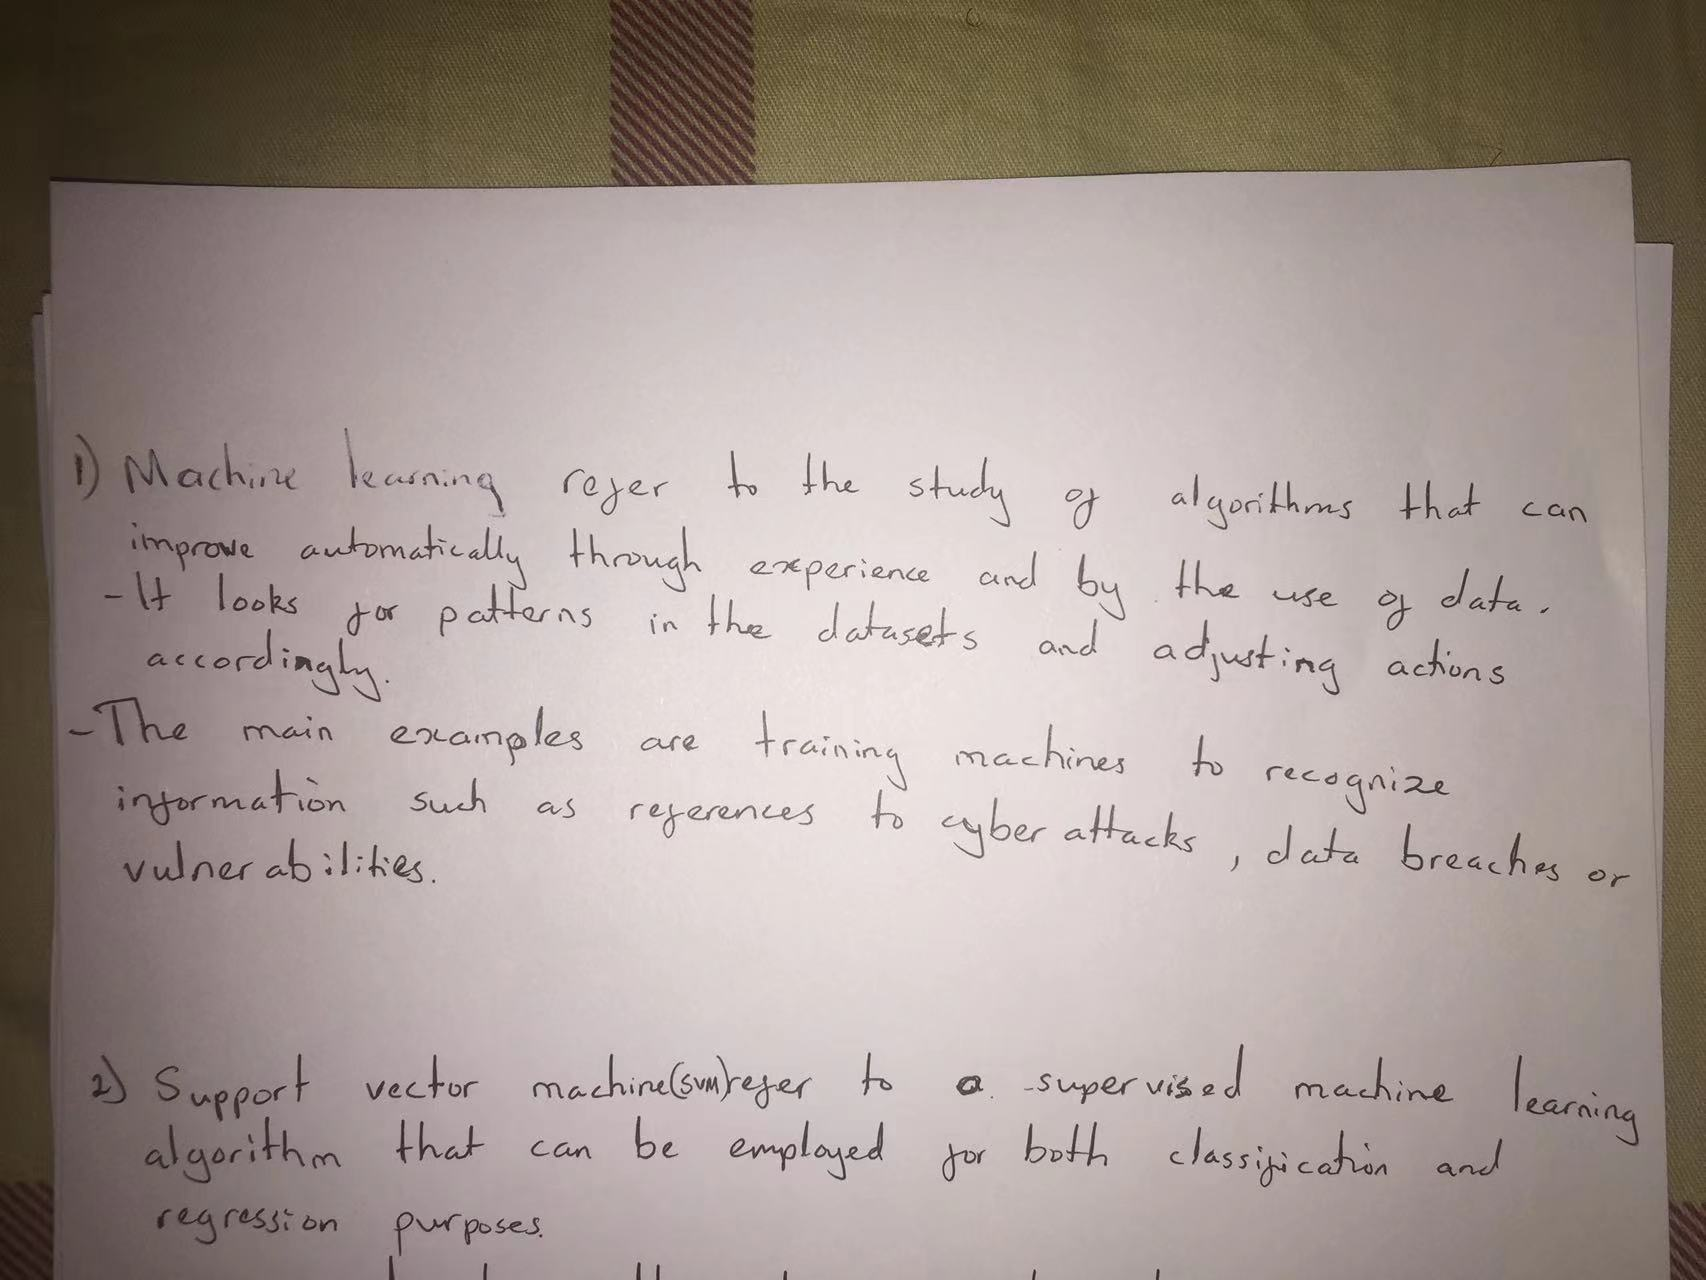 1) Machine learning refer to the study of algorithms that can
improve automatically through experience and by the use of data.
- It looks for patterns in the datasets and adjusting actions
accordingly.
- The main examples are training machines to recognize
information such as references to cyber attacks, data breaches or
vulnerabilities.
2) Support vector machine(SVM) refer to a supervised machine learning
algorithm that can be employed for both classification and
regression purposes.